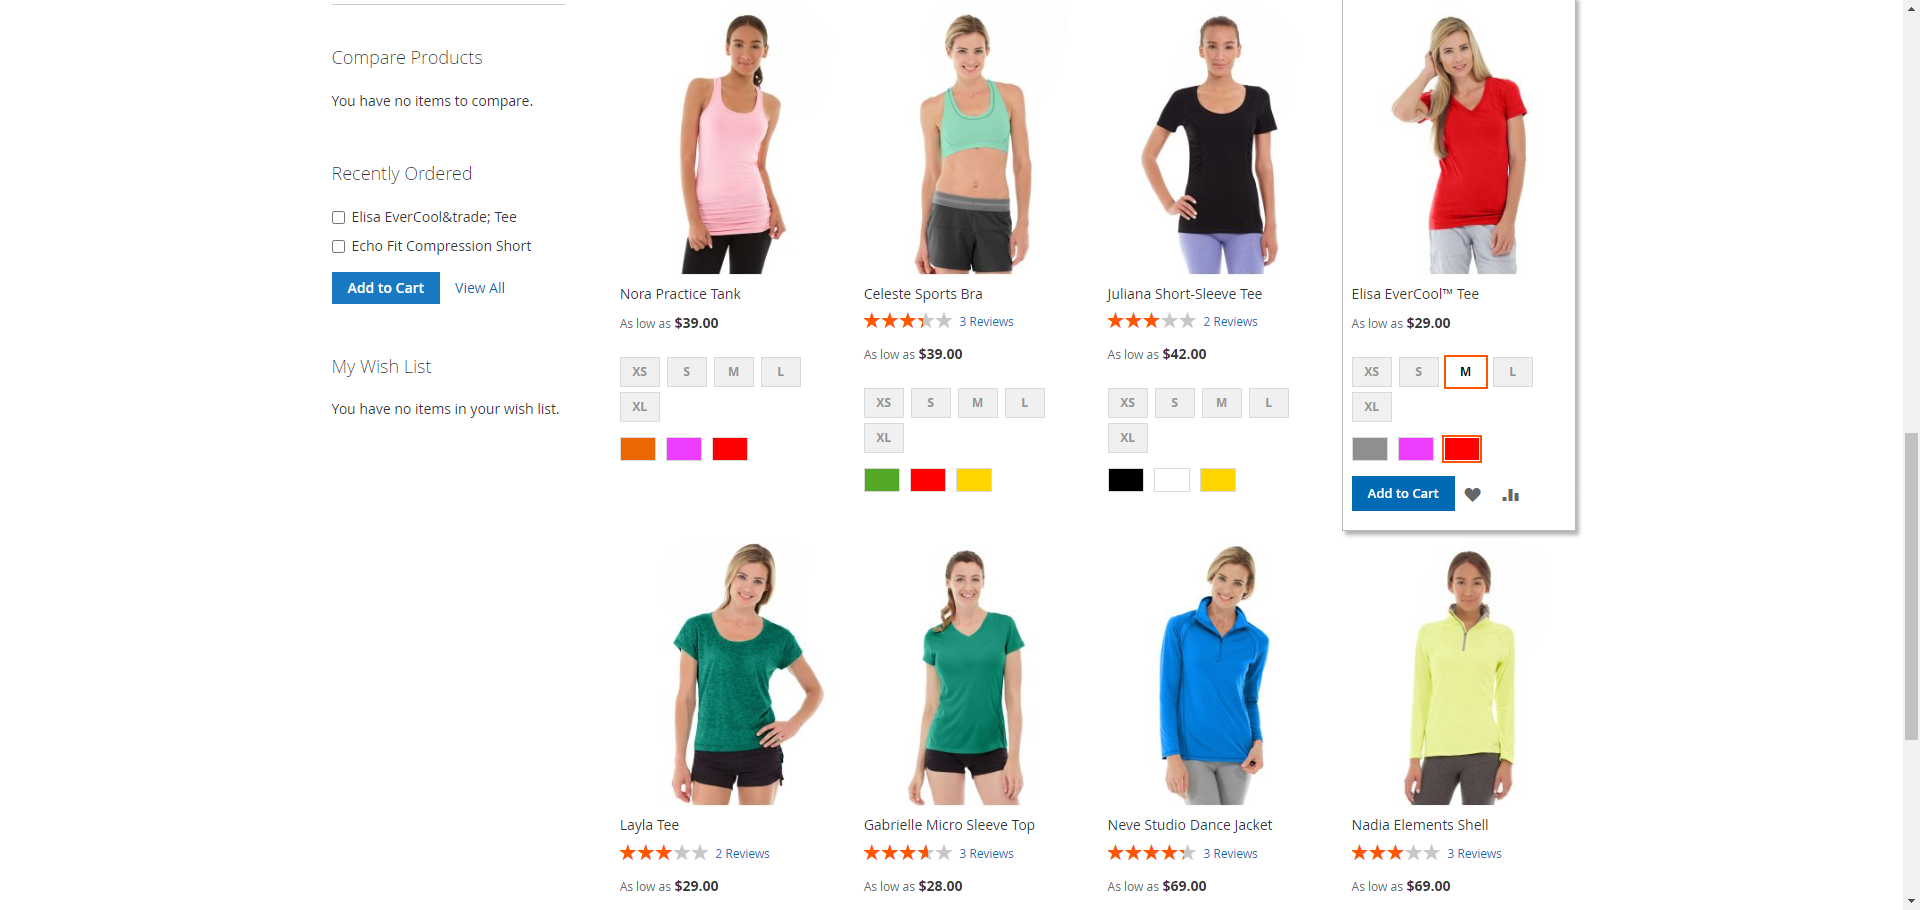 Compare Products
You have no items to compare.
Recently Ordered
Elisa EverCool&trade; Tee
Echo Fit Compression Short
Add to Cart
View All
My Wish List
You have no items in your wish list.
Nora Practice Tank
As low as $39.00
XS S M L
XL
Celeste Sports Bra
3 Reviews
As low as $39.00
XS S M L
XL
Juliana Short-Sleeve Tee
2 Reviews
As low as $42.00
XS S M L
XL
Elisa EverCool™ Tee
As low as $29.00
XS S M L
XL
Add to Cart
Layla Tee
2 Reviews
As low as $29.00
Gabrielle Micro Sleeve Top
3 Reviews
As low as $28.00
Neve Studio Dance Jacket
3 Reviews
As low as $69.00
Nadia Elements Shell
3 Reviews
As low as $69.00